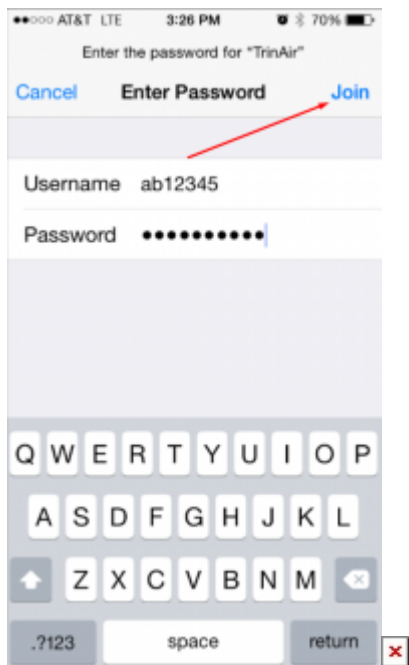 AT&T LTE 3:26 PM 70%
Enter the password for "TrinAir"
Cancel Enter Password Join
Username ab12345
Password ••••••••••
Q W E R T Y U I O P
A S D F G H J K L
Z X C V B N M
.?123 space return